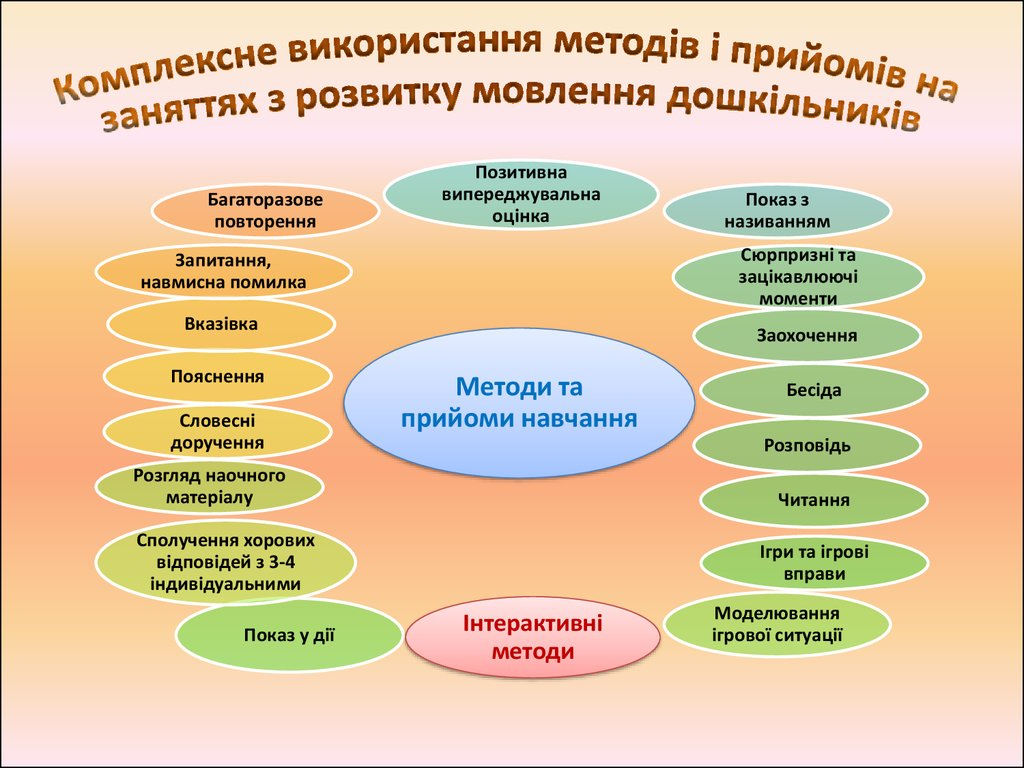 Комплексне використання методів і прийомів на
заняттях з розвитку мовлення дошкільників
Позитивна
випереджувальна
оцінка
Багаторазове
повторення
Показ з
називанням
Запитання,
навмисна помилка
Сюрпризні та
зацікавлюючі
моменти
Вказівка
Заохочення
Пояснення
Методи та
прийоми навчання
Бесіда
Словесні
доручення
Розповідь
Розгляд наочного
матеріалу
Читання
Сполучення хорових
відповідей з 3-4
індивідуальними
Ігри та ігрові
вправи
Показ у дії
Інтерактивні
методи
Моделювання
ігрової ситуації